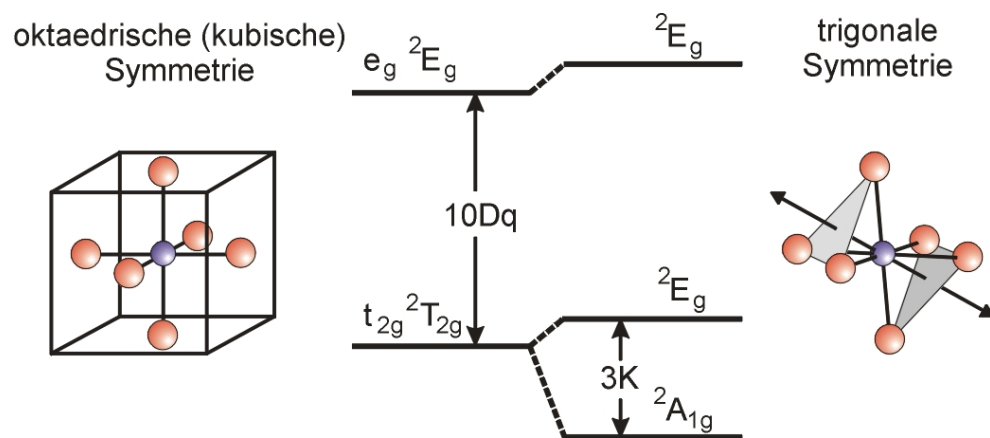 oktaedrische (kubische)
Symmetrie
e_g ²E_g
²E_g
trigonale
Symmetrie
10Dq
t_2g ²T_2g
²E_g
3K
²A_1g